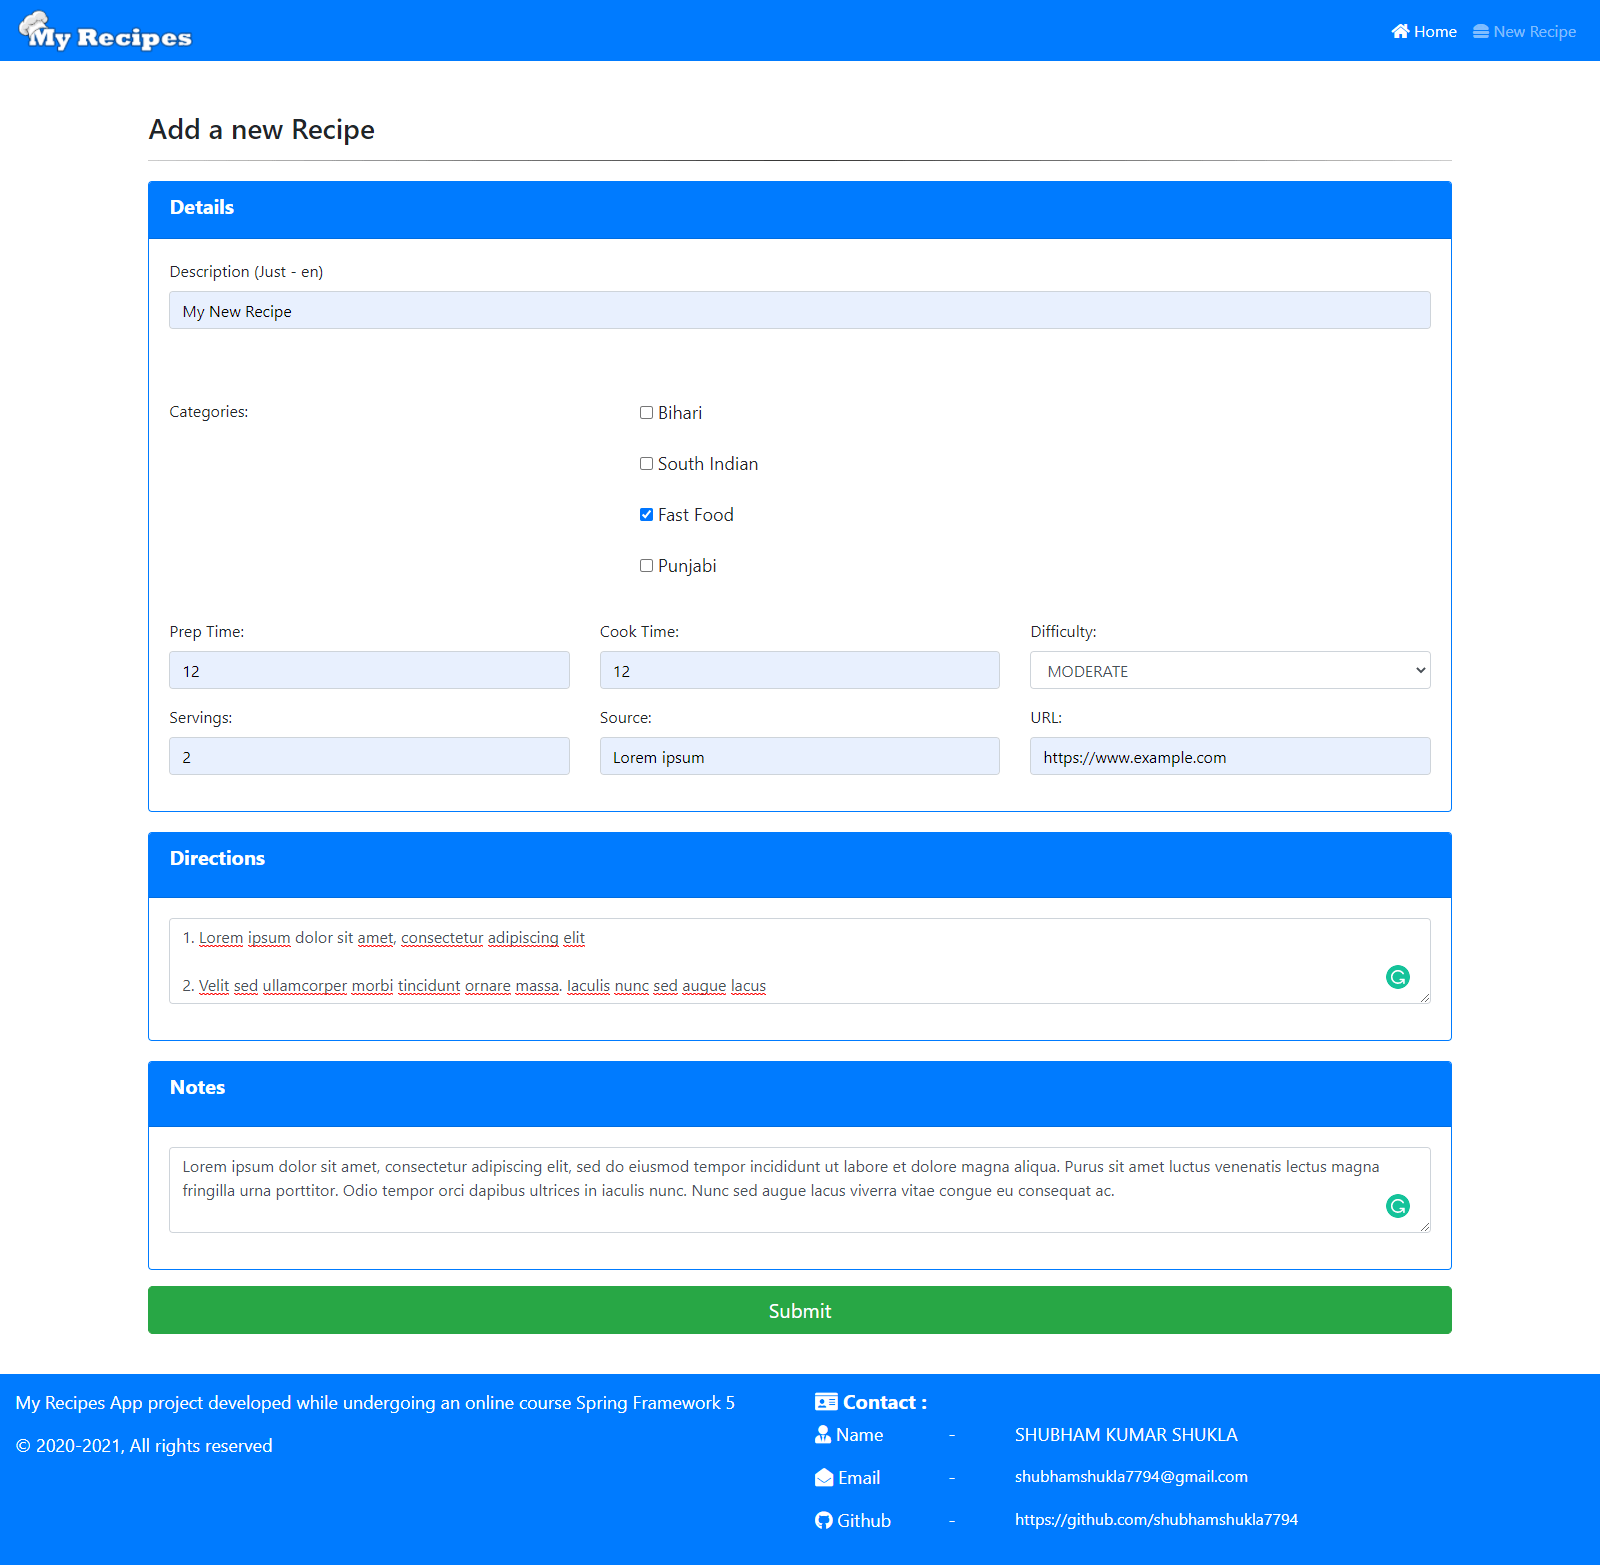 My Recipes
Home
New Recipe
Add a new Recipe
Details
Description (Just - en)
My New Recipe
Categories:
Bihari
South Indian
Fast Food
Punjabi
Prep Time:
Cook Time:
Difficulty:
12
12
MODERATE
Servings:
Source:
URL:
2
Lorem ipsum
https://www.example.com
Directions
1. Lorem ipsum dolor sit amet, consectetur adipiscing elit
2. Velit sed ullamcorper morbi tincidunt ornare massa. Iaculis nunc sed augue lacus
Notes
Lorem ipsum dolor sit amet, consectetur adipiscing elit, sed do eiusmod tempor incididunt ut labore et dolore magna aliqua. Purus sit amet luctus venenatis lectus magna
fringilla urna porttitor. Odio tempor orci dapibus ultrices in iaculis nunc. Nunc sed augue lacus viverra vitae congue eu consequat ac.
Submit
My Recipes App project developed while undergoing an online course Spring Framework 5
© 2020-2021, All rights reserved
Contact :
Name - SHUBHAM KUMAR SHUKLA
Email - shubhamshukla7794@gmail.com
Github - https://github.com/shubhamshukla7794